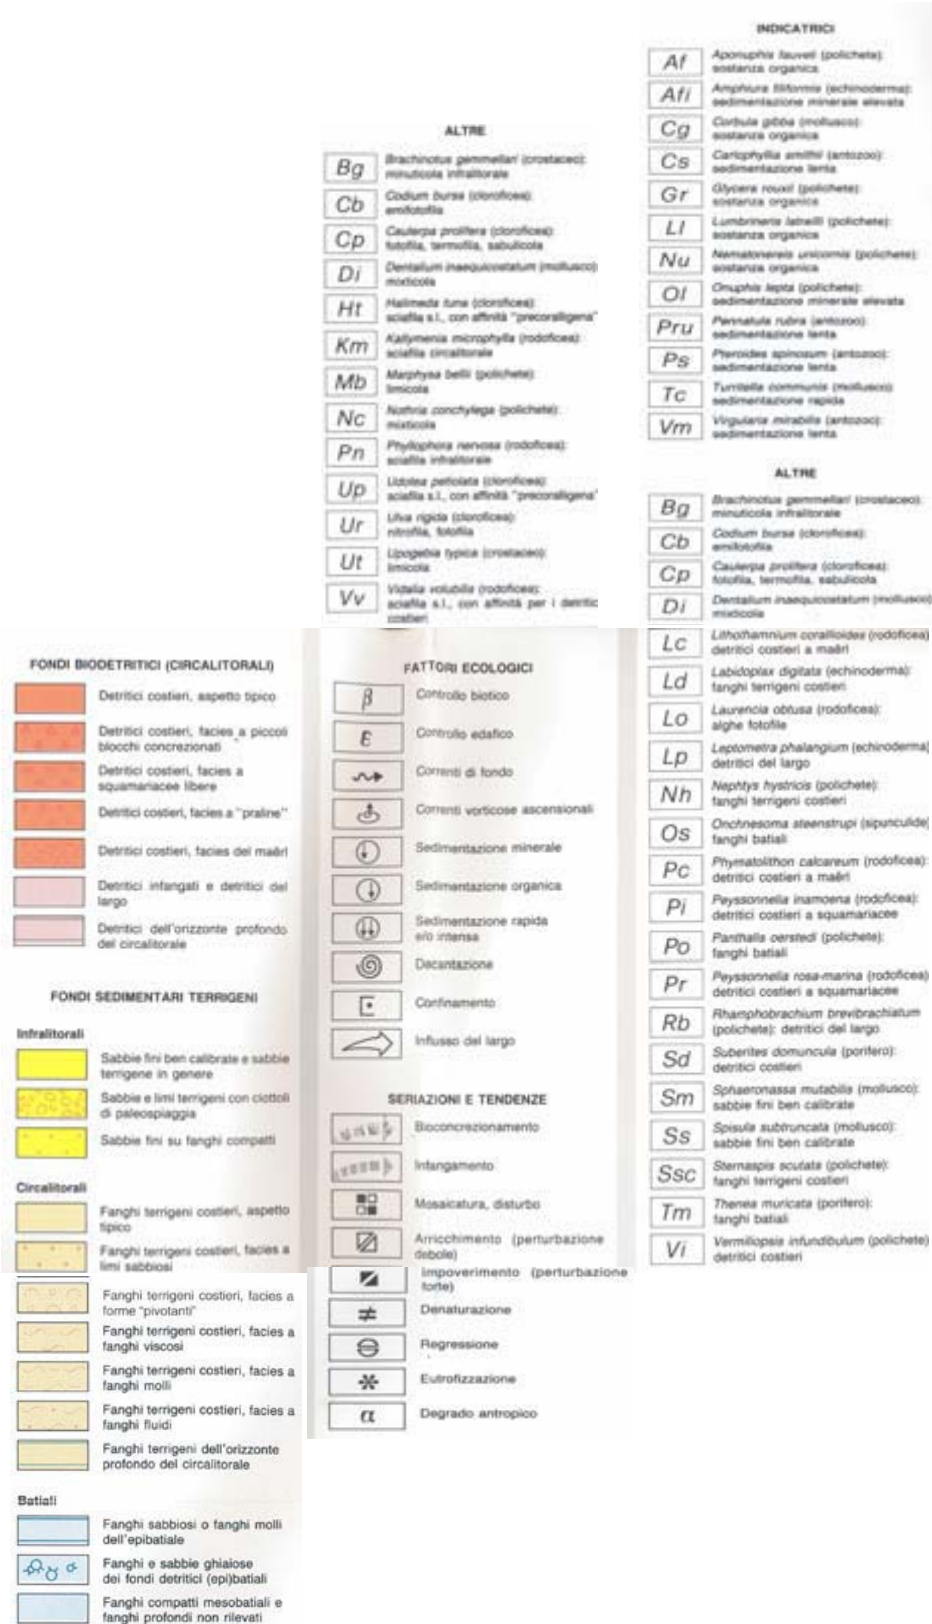 ALTRE
Bg Brachinotus gemmellari (crostaceo):
minuticola infralitorale
Cb Codium bursa (cloroficea):
emifotofila
Cp Caulerpa prolifera (cloroficea):
fotofila, termofila, sabulicola
Di Dentalium inaequicostatum (mollusco):
mixticola
Ht Halimeda tuna (cloroficea):
sciafila s.l., con affinità "precoralligena"
Km Kallymenia microphylla (rodoficea):
sciafila circalitorale
Mb Marphysa bellii (polichete):
limicola
Nc Nothria conchylega (polichete):
mixticola
Pn Phyllophora nervosa (rodoficea):
sciafila infralitorale
Up Udotea petiolata (cloroficea):
sciafila s.l., con affinità "precoralligena"
Ur Ulva rigida (cloroficea):
nitrofila, fotofila
Ut Upogebia typica (crostaceo):
limicola
Vv Vidalia volubilis (rodoficea):
sciafila s.l., con affinità per i detritic
costieri
INDICATRICI
Af Aponuphis fauveli (polichete):
sostanza organica
Afi Amphiura filiformis (echinoderma):
sedimentazione minerale elevata
Cg Corbula gibba (mollusco):
sostanza organica
Cs Cariophyllia smithii (antozoo):
sedimentazione lenta
Gr Glycera rouxii (polichete):
sostanza organica
Ll Lumbrineris latreilli (polichete):
sostanza organica
Nu Nematonereis unicornis (polichete):
sostanza organica
Ol Onuphis lepta (polichete):
sedimentazione minerale elevata
Pru Pennatula rubra (antozoo):
sedimentazione lenta
Ps Pteroides spinosum (antozoo):
sedimentazione lenta
Tc Turritella communis (mollusco):
sedimentazione rapida
Vm Virgularia mirabilis (antozoo):
sedimentazione lenta
ALTRE
Bg Brachinotus gemmellari (crostaceo):
minuticola infralitorale
Cb Codium bursa (cloroficea):
emifotofila
Cp Caulerpa prolifera (cloroficea):
fotofila, termofila, sabulicola
Di Dentalium inaequicostatum (mollusco)
mixticola
FONDI BIODETRITICI (CIRCALITORALI)
Detritici costieri, aspetto tipico
Detritici costieri, facies a piccoli
blocchi concrezionati
Detritici costieri, facies a
squamariacee libere
Detritici costieri, facies a "praline"
Detritici costieri, facies del maërl
Detritici infangati e detritici del
largo
Detritici dell'orizzonte profondo
del circalitorale
FONDI SEDIMENTARI TERRIGENI
Infralitorali
Sabbie fini ben calibrate e sabbie
terrigene in genere
Sabbie e limi terrigeni con ciottoli
di paleospiaggia
Sabbie fini su fanghi compatti
Circalitorali
Fanghi terrigeni costieri, aspetto
tipico
Fanghi terrigeni costieri, facies a
limi sabbiosi
Fanghi terrigeni costieri, facies a
forme "pivotanti"
Fanghi terrigeni costieri, facies a
fanghi viscosi
Fanghi terrigeni costieri, facies a
fanghi molli
Fanghi terrigeni costieri, facies a
fanghi fluidi
Fanghi terrigeni dell'orizzonte
profondo del circalitorale
Batiali
Fanghi sabbiosi o fanghi molli
dell'epibatiale
Fanghi e sabbie ghiaiose
dei fondi detritici (epi)batiali
Fanghi compatti mesobatiali e
fanghi profondi non rilevati
FATTORI ECOLOGICI
β Controllo biotico
ε Controllo edafico
Correnti di fondo
Correnti vorticose ascensionali
Sedimentazione minerale
Sedimentazione organica
Sedimentazione rapida
e/o intensa
Decantazione
Confinamento
Influsso del largo
SERIAZIONI E TENDENZE
Bioconcrezionamento
Infangamento
Mosaicatura, disturbo
Arricchimento (perturbazione
debole)
Impoverimento (perturbazione
forte)
≠ Denaturazione
Regressione
Eutrofizzazione
α Degrado antropico
Lc Lithothamnium corallioides (rodoficea)
detritici costieri a maërl
Ld Labidoplax digitata (echinoderma):
fanghi terrigeni costieri
Lo Laurencia obtusa (rodoficea):
alghe fotofile
Lp Leptometra phalangium (echinoderma)
detritici del largo
Nh Nephtys hystricis (polichete):
fanghi terrigeni costieri
Os Onchnesoma steenstrupi (sipunculide)
fanghi batiali
Pc Phymatolithon calcareum (rodoficea):
detritici costieri a maërl
Pi Peyssonnelia inamoena (rodoficea):
detritici costieri a squamariacee
Po Panthalia oerstedi (polichete):
fanghi batiali
Pr Peyssonnelia rosa-marina (rodoficea)
detritici costieri a squamariacee
Rb Rhamphobrachium brevibrachiatum
(polichete): detritici del largo
Sd Suberites domuncula (porifero):
detritici costieri
Sm Sphaeronassa mutabilis (mollusco):
sabbie fini ben calibrate
Ss Spisula subtruncata (mollusco):
sabbie fini ben calibrate
Ssc Sternaspis scutata (polichete):
fanghi terrigeni costieri
Tm Thenea muricata (porifero):
fanghi batiali
Vi Vermiliopsis infundibulum (polichete)
detritici costieri